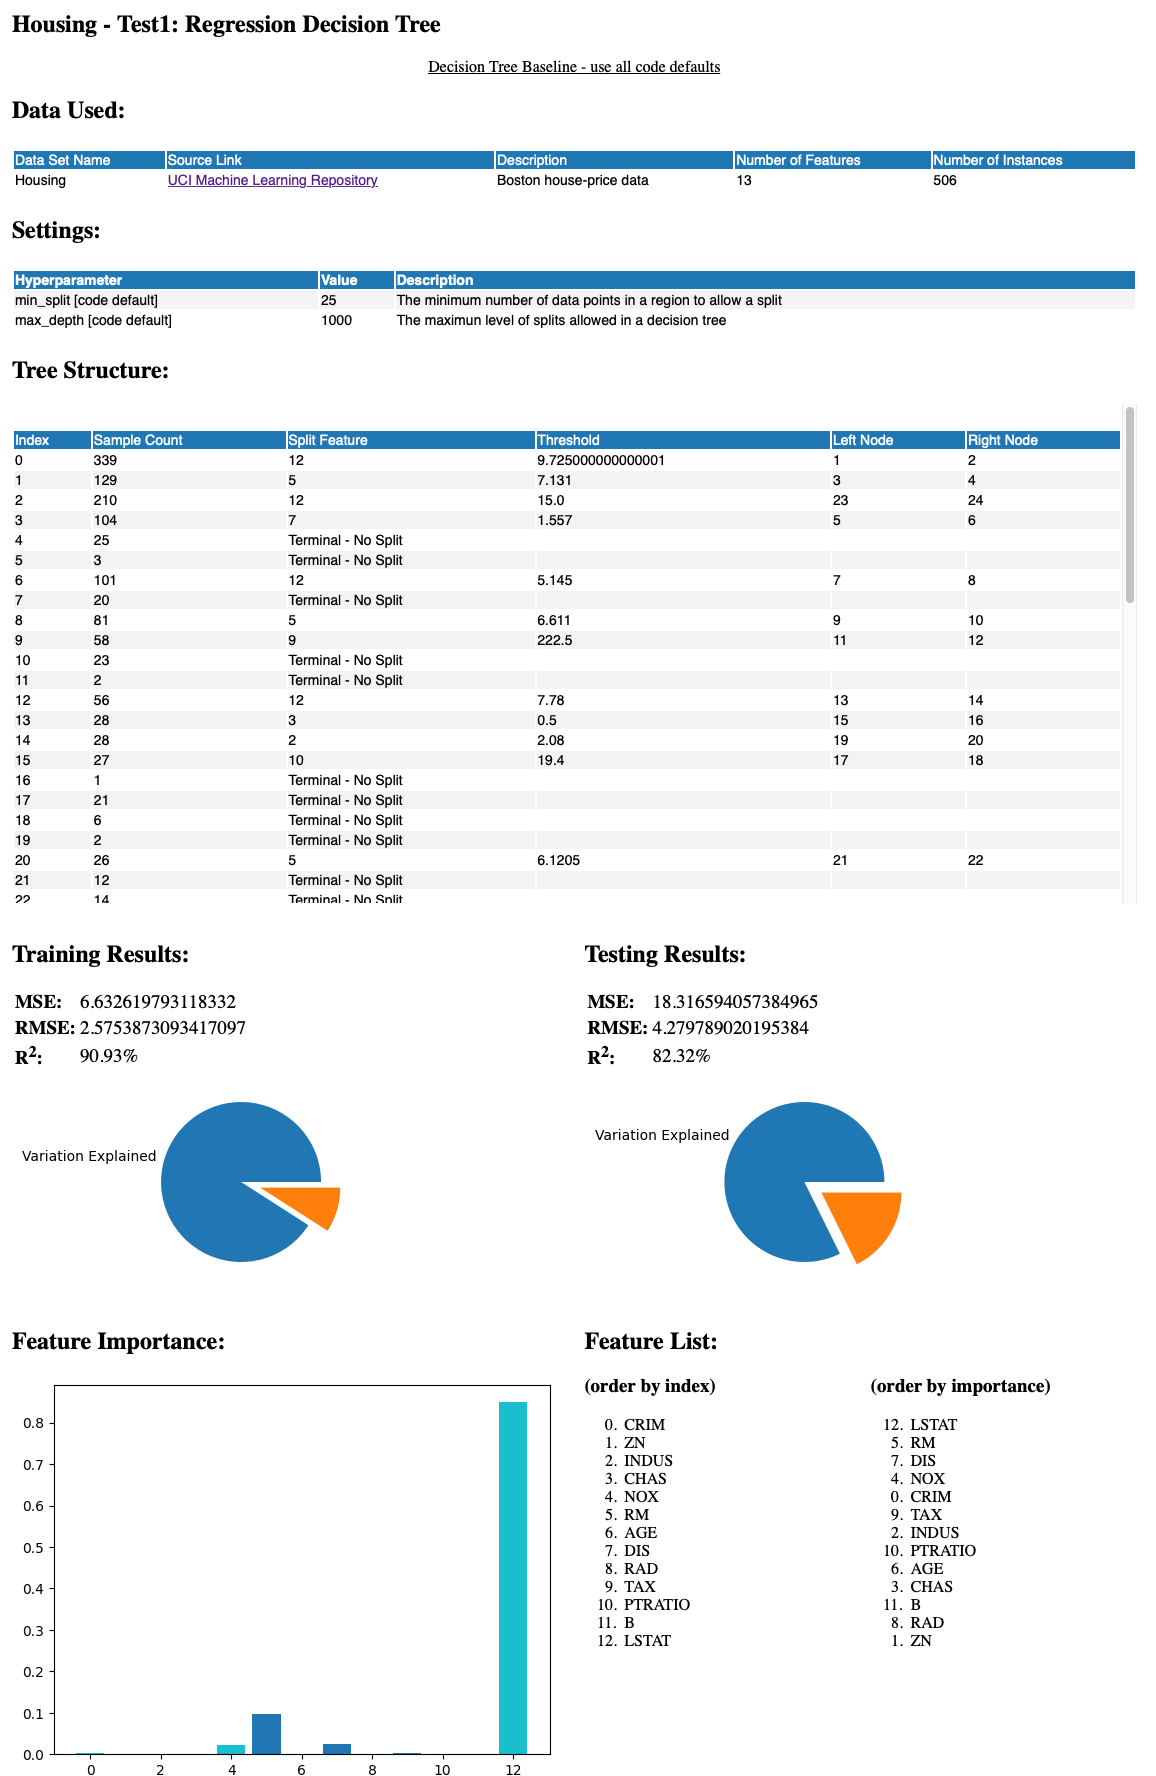 Housing - Test1: Regression Decision Tree
Decision Tree Baseline - use all code defaults
Data Used:
Data Set Name Source Link Description Number of Features Number of Instances
Housing UCI Machine Learning Repository Boston house-price data 13 506
Settings:
Hyperparameter Value Description
min_split [code default] 25 The minimum number of data points in a region to allow a split
max_depth [code default] 1000 The maximun level of splits allowed in a decision tree
Tree Structure:
Index Sample Count Split Feature Threshold Left Node Right Node
0 339 12 9.725000000000001 1 2
1 129 5 7.131 3 4
2 210 12 15.0 23 24
3 104 7 1.557 5 6
4 25 Terminal - No Split
5 3 Terminal - No Split
6 101 12 5.145 7 8
7 20 Terminal - No Split
8 81 5 6.611 9 10
9 58 9 222.5 11 12
10 23 Terminal - No Split
11 2 Terminal - No Split
12 56 12 7.78 13 14
13 28 3 0.5 15 16
14 28 2 2.08 19 20
15 27 10 19.4 17 18
16 1 Terminal - No Split
17 21 Terminal - No Split
18 6 Terminal - No Split
19 2 Terminal - No Split
20 26 5 6.1205 21 22
21 12 Terminal - No Split
22 14 Terminal - No Split
Training Results:
MSE: 6.632619793118332
RMSE: 2.5753873093417097
R²: 90.93%
Variation Explained
Testing Results:
MSE: 18.316594057384965
RMSE: 4.279789020195384
R²: 82.32%
Variation Explained
Feature Importance:
0.8
0.7
0.6
0.5
0.4
0.3
0.2
0.1
0.0
0 2 4 6 8 10 12
Feature List:
(order by index)
0. CRIM
1. ZN
2. INDUS
3. CHAS
4. NOX
5. RM
6. AGE
7. DIS
8. RAD
9. TAX
10. PTRATIO
11. B
12. LSTAT
(order by importance)
12. LSTAT
5. RM
7. DIS
4. NOX
0. CRIM
9. TAX
2. INDUS
10. PTRATIO
6. AGE
3. CHAS
11. B
8. RAD
1. ZN